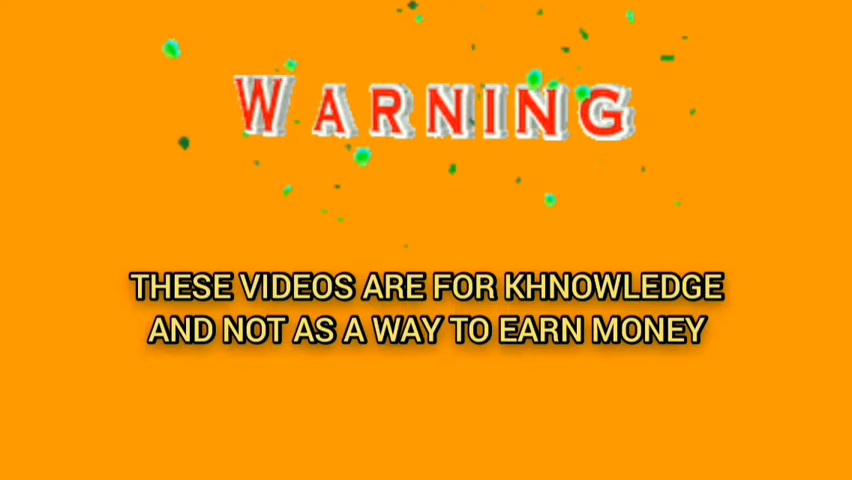 WARNING
THESE VIDEOS ARE FOR KHNOWLEDGE
AND NOT AS A WAY TO EARN MONEY